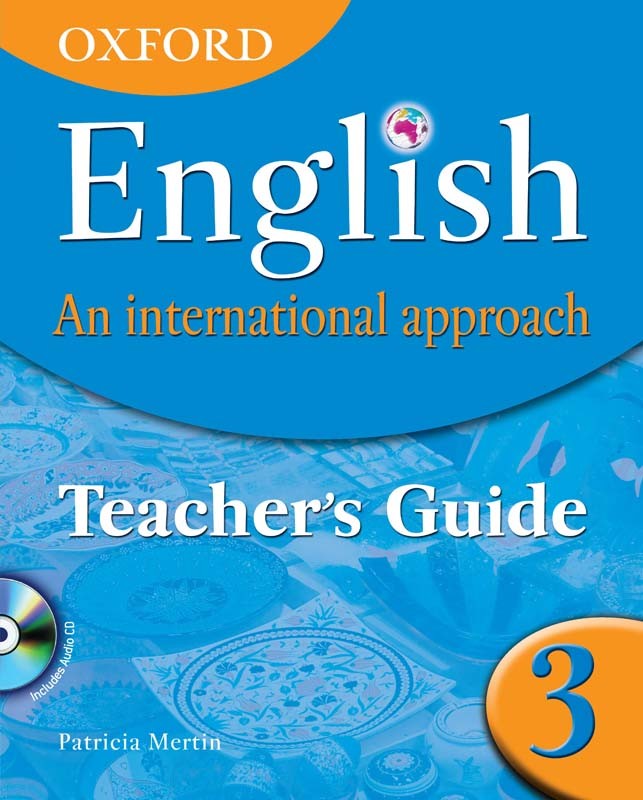 OXFORD
English
An international approach
Teacher's Guide
Includes Audio CD
3
Patricia Mertin